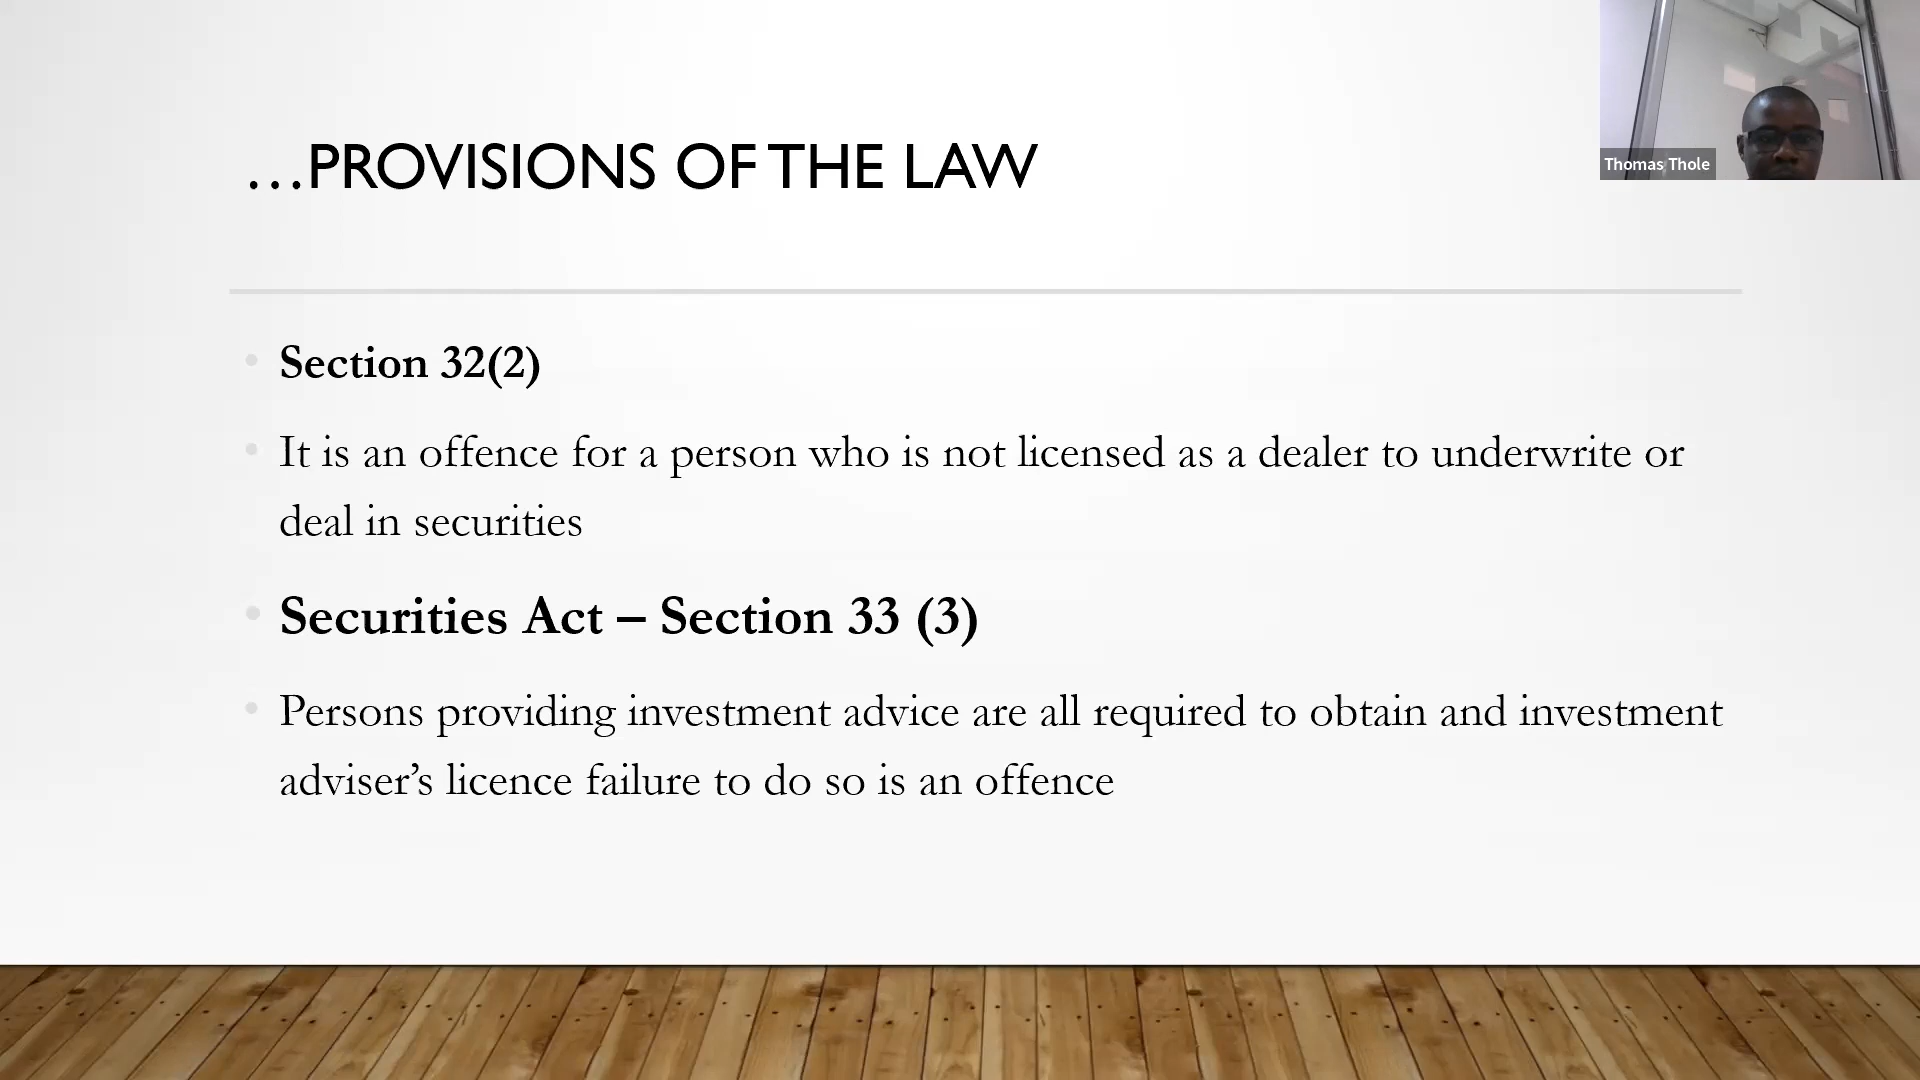 …PROVISIONS OF THE LAW
Thomas Thole
Section 32(2)
It is an offence for a person who is not licensed as a dealer to underwrite or
deal in securities
Securities Act – Section 33 (3)
Persons providing investment advice are all required to obtain and investment
adviser’s licence failure to do so is an offence